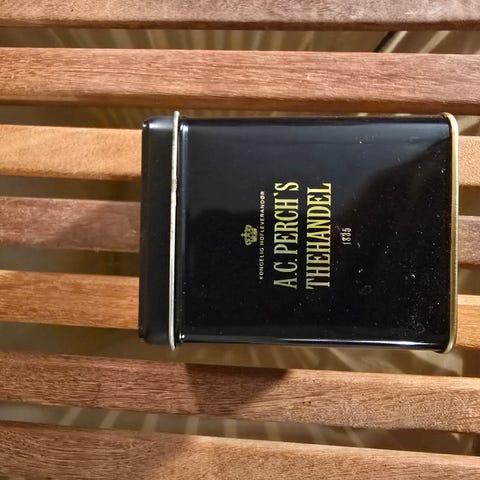 KONGELIG HOFLEVERANDØR
A.C. PERCH'S
THEHANDEL
1835